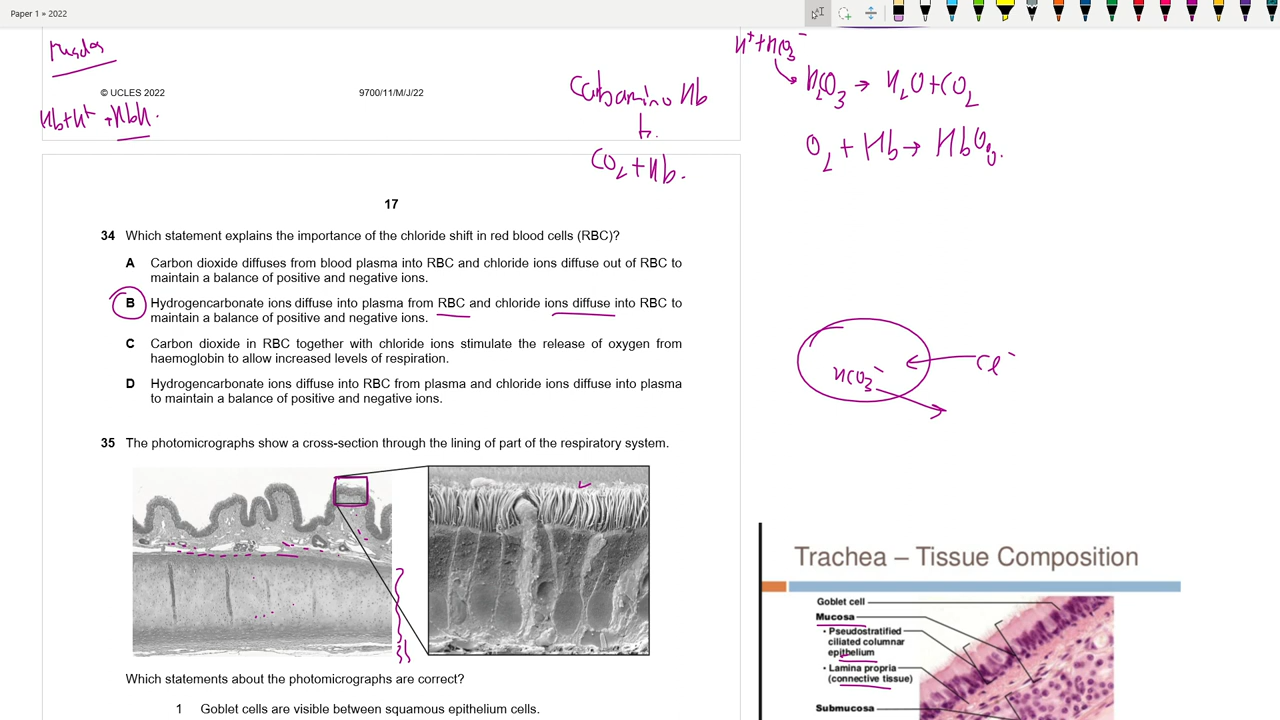 Paper 1 » 2022
H⁺+HCO₃⁻
H₂CO₃ → H₂O+CO₂
Carbamino Hb
© UCLES 2022
9700/11/M/J/22
Hb+H⁺ → HbH.
O₂ + Hb → HbO₈.
CO₂+Hb.
17
34 Which statement explains the importance of the chloride shift in red blood cells (RBC)?
A Carbon dioxide diffuses from blood plasma into RBC and chloride ions diffuse out of RBC to
maintain a balance of positive and negative ions.
B Hydrogencarbonate ions diffuse into plasma from RBC and chloride ions diffuse into RBC to
maintain a balance of positive and negative ions.
C Carbon dioxide in RBC together with chloride ions stimulate the release of oxygen from
haemoglobin to allow increased levels of respiration.
D Hydrogencarbonate ions diffuse into RBC from plasma and chloride ions diffuse into plasma
to maintain a balance of positive and negative ions.
HCO₃⁻
Cl⁻
35 The photomicrographs show a cross-section through the lining of part of the respiratory system.
Which statements about the photomicrographs are correct?
1 Goblet cells are visible between squamous epithelium cells.
Trachea – Tissue Composition
Goblet cell
Mucosa
• Pseudostratified
ciliated columnar
epithelium
• Lamina propria
(connective tissue)
Submucosa